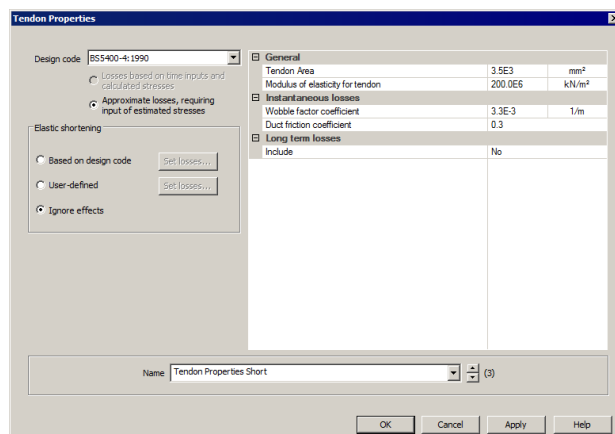 Tendon Properties
Design code BS5400-4:1990
Losses based on time inputs and
calculated stresses
Approximate losses, requiring
input of estimated stresses
Elastic shortening
Based on design code Set losses...
User-defined Set losses...
Ignore effects
General
Tendon Area 3.5E3 mm²
Modulus of elasticity for tendon 200.0E6 kN/m²
Instantaneous losses
Wobble factor coefficient 3.3E-3 1/m
Duct friction coefficient 0.3
Long term losses
Include No
Name Tendon Properties Short (3)
OK Cancel Apply Help